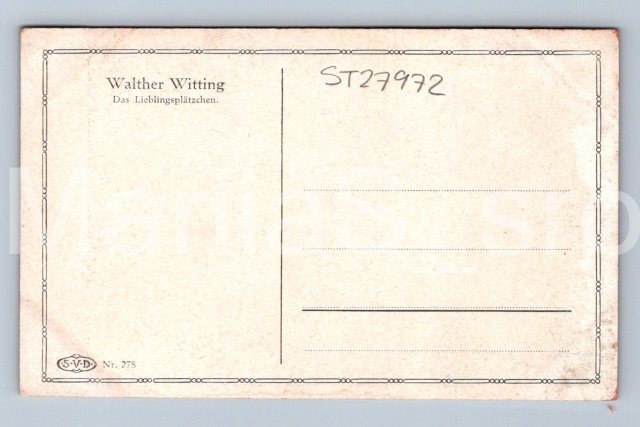 Walther Witting
Das Lieblingsplätzchen.
ST27972
S.V.D.
Nr. 278